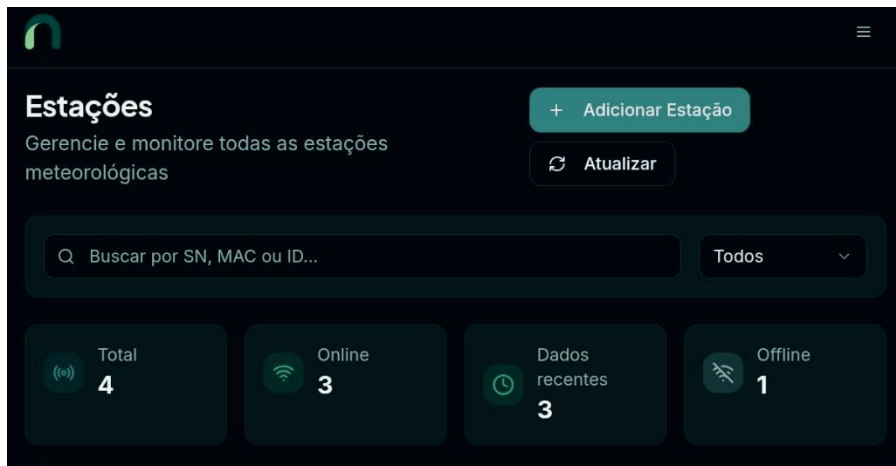 Estações
Gerencie e monitore todas as estações
meteorológicas
+ Adicionar Estação
Atualizar
Buscar por SN, MAC ou ID...
Todos
Total
4
Online
3
Dados
recentes
3
Offline
1